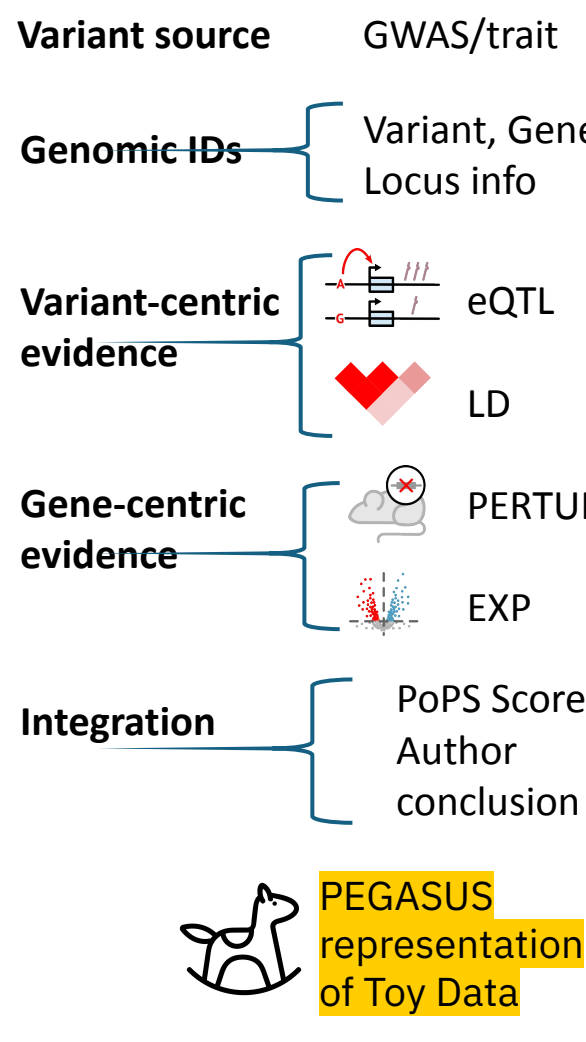 Variant source GWAS/trait
Genomic IDs
Variant, Gene
Locus info
Variant-centric
evidence
A
G
eQTL
LD
Gene-centric
evidence
PERTU
EXP
Integration
PoPS Score
Author
conclusion
PEGASUS
representation
of Toy Data